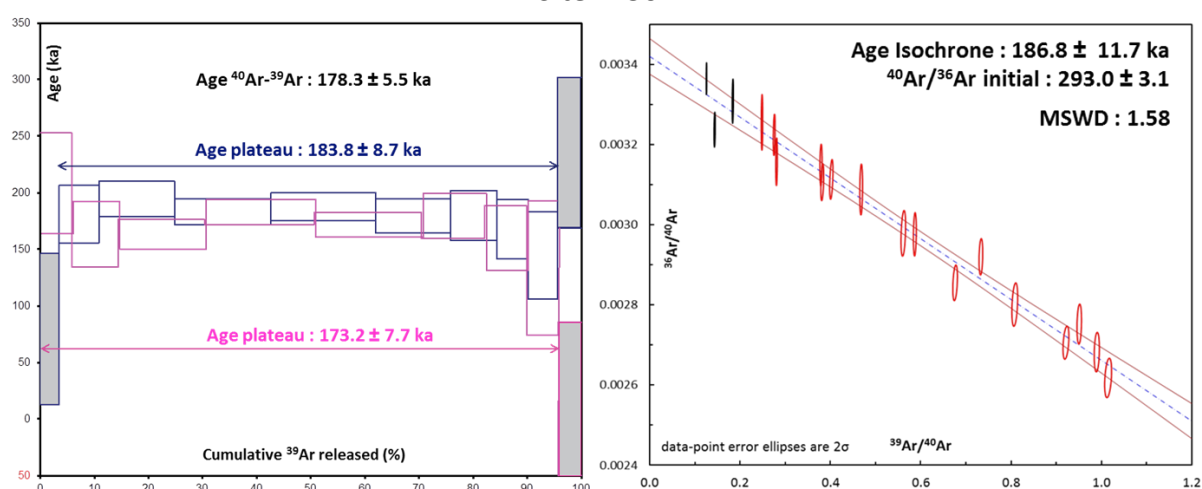 350
300
250
200
150
100
50
0
50
Age (ka)
Age ⁴⁰Ar-³⁹Ar : 178.3 ± 5.5 ka
Age plateau : 183.8 ± 8.7 ka
Age plateau : 173.2 ± 7.7 ka
Cumulative ³⁹Ar released (%)
0 10 20 30 40 50 60 70 80 90 100
Age Isochrone : 186.8 ± 11.7 ka
⁴⁰Ar/³⁶Ar initial : 293.0 ± 3.1
MSWD : 1.58
0.0034
0.0032
0.0030
0.0028
0.0026
0.0024
³⁶Ar/⁴⁰Ar
data-point error ellipses are 2σ
³⁹Ar/⁴⁰Ar
0.0 0.2 0.4 0.6 0.8 1.0 1.2